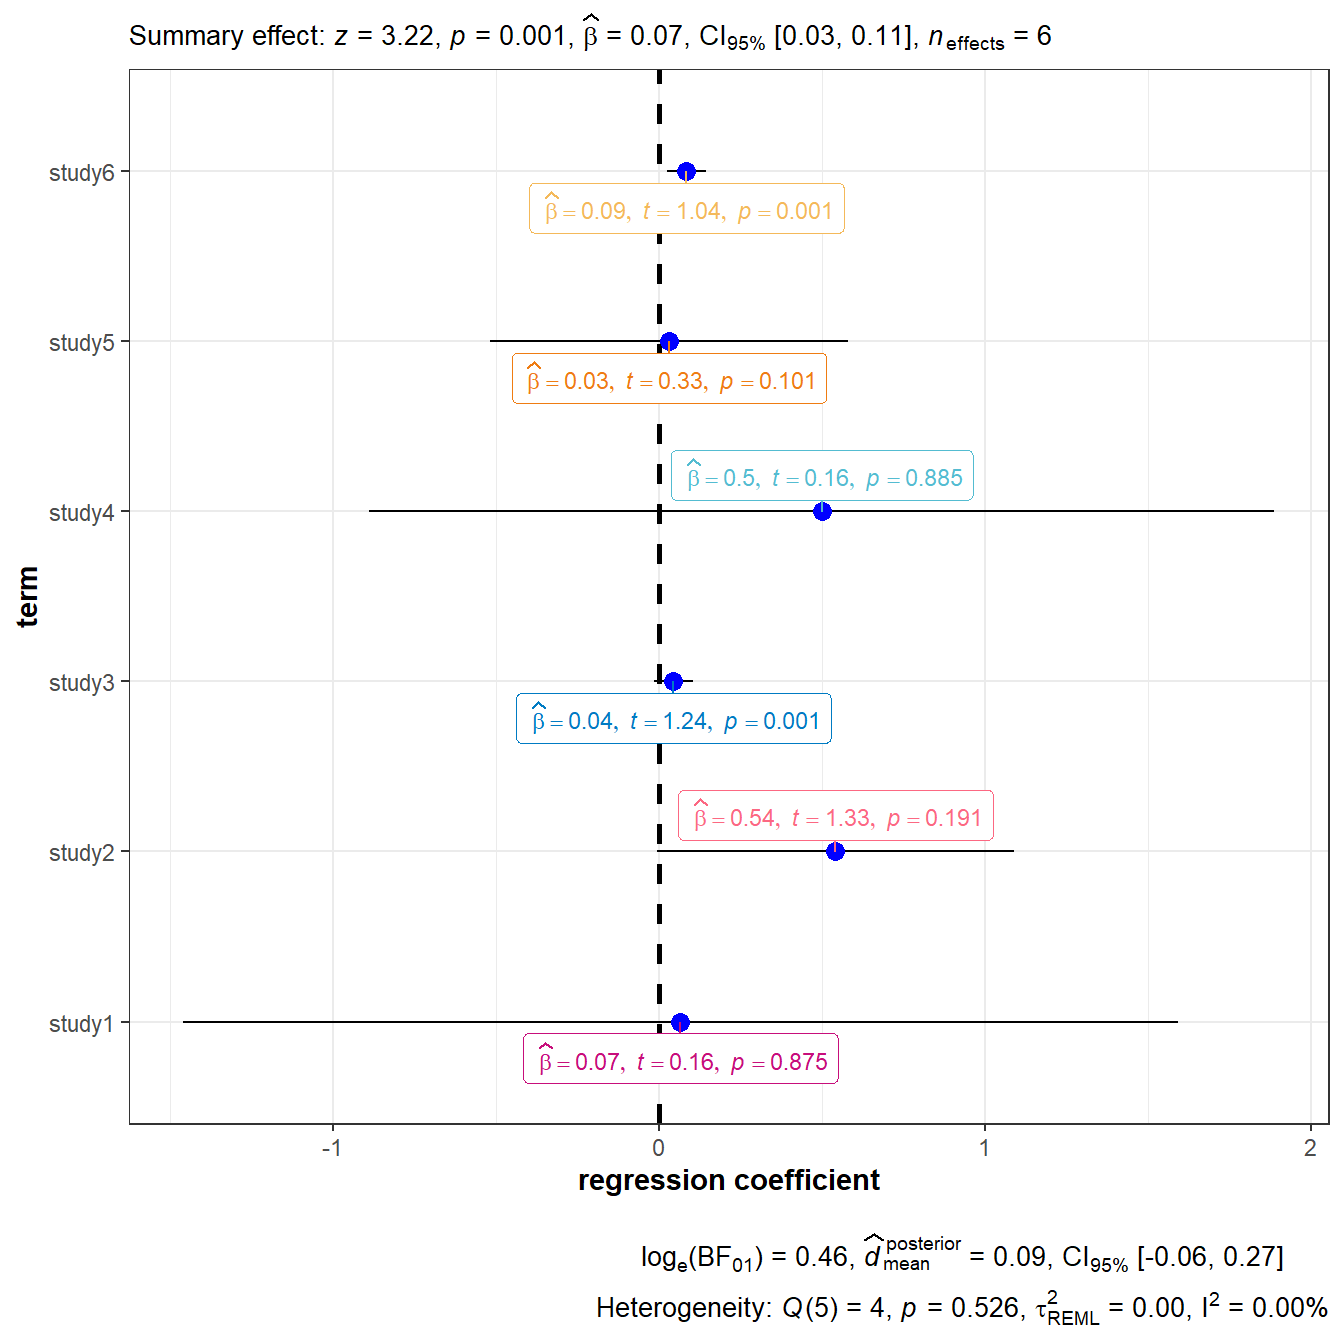 Summary effect: z = 3.22, p = 0.001, β̂ = 0.07, CI₉₅% [0.03, 0.11], n effects = 6
study6
β̂ = 0.09, t = 1.04, p = 0.001
study5
β̂ = 0.03, t = 0.33, p = 0.101
β̂ = 0.5, t = 0.16, p = 0.885
study4
term
study3
β̂ = 0.04, t = 1.24, p = 0.001
β̂ = 0.54, t = 1.33, p = 0.191
study2
study1
β̂ = 0.07, t = 0.16, p = 0.875
-1 0 1 2
regression coefficient
logₑ(BF₀₁) = 0.46, d̂ posterior mean = 0.09, CI₉₅% [-0.06, 0.27]
Heterogeneity: Q(5) = 4, p = 0.526, τ² REML = 0.00, I² = 0.00%